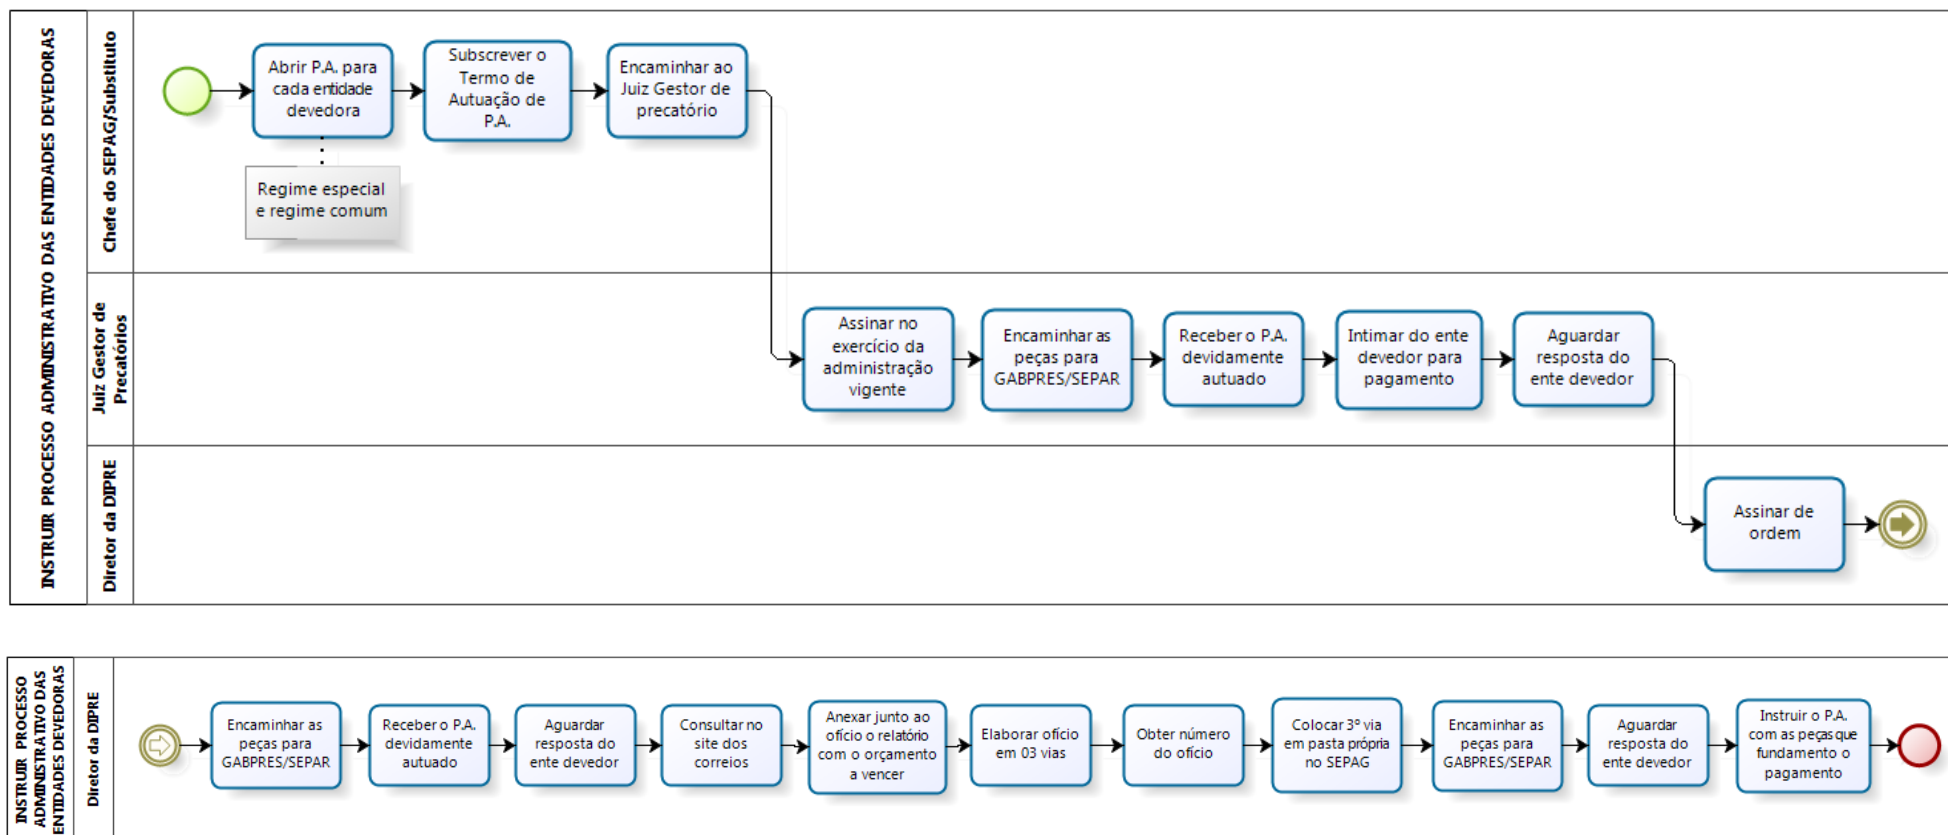 INSTRUIR PROCESSO ADMINISTRATIVO DAS ENTIDADES DEVEDORAS
Chefe do SEPAG/Substituto
Abrir P.A. para
cada entidade
devedora
Subscrever o
Termo de
Autuação de
P.A.
Encaminhar ao
Juiz Gestor de
precatório
Regime especial
e regime comum
Juiz Gestor de
Precatórios
Assinar no
exercício da
administração
vigente
Encaminhar as
peças para
GABPRES/SEPAR
Receber o P.A.
devidamente
autuado
Intimar do ente
devedor para
pagamento
Aguardar
resposta do
ente devedor
Diretor da DIPRE
Assinar de
ordem
INSTRUIR PROCESSO
ADMINISTRATIVO DAS
ENTIDADES DEVEDORAS
Diretor da DIPRE
Encaminhar as
peças para
GABPRES/SEPAR
Receber o P.A.
devidamente
autuado
Aguardar
resposta do
ente devedor
Consultar no
site dos
correios
Anexar junto ao
ofício o relatório
com o orçamento
a vencer
Elaborar ofício
em 03 vias
Obter número
do ofício
Colocar 3º via
em pasta própria
no SEPAG
Encaminhar as
peças para
GABPRES/SEPAR
Aguardar
resposta do
ente devedor
Instruir o P.A.
com as peças que
fundamento o
pagamento